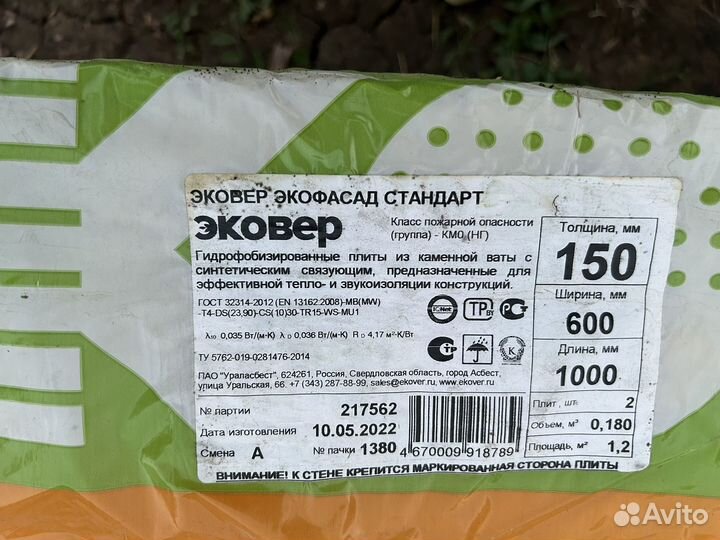 ЭКОВЕР ЭКОФАСАД СТАНДАРТ
эковер
Класс пожарной опасности
(группа) - КМ0 (НГ)
Гидрофобизированные плиты из каменной ваты с
синтетическим связующим, предназначенные для
эффективной тепло- и звукоизоляции конструкций.
ГОСТ 32314-2012 (EN 13162:2008)-МВ(MW)
-T4-DS(23,90)-CS(10)30-TR15-WS-MU1
λ10 0,035 Вт/(м·К) λ D 0,036 Вт/(м·К) R D 4,17 м²·К/Вт
ТУ 5762-019-0281476-2014
ПАО "Ураласбест", 624261, Россия, Свердловская область, город Асбест,
улица Уральская, 66. +7 (343) 287-88-99, sales@ekover.ru, www.ekover.ru
IQNet
ТР BY
РС
Толщина, мм
150
Ширина, мм
600
Длина, мм
1000
Плит, шт. 2
Объем, м³ 0,180
Площадь, м² 1,2
№ партии 217562
Дата изготовления 10.05.2022
Смена А № пачки 1380
4 670009 918789
ВНИМАНИЕ! К СТЕНЕ КРЕПИТСЯ МАРКИРОВАННАЯ СТОРОНА ПЛИТЫ
Avito